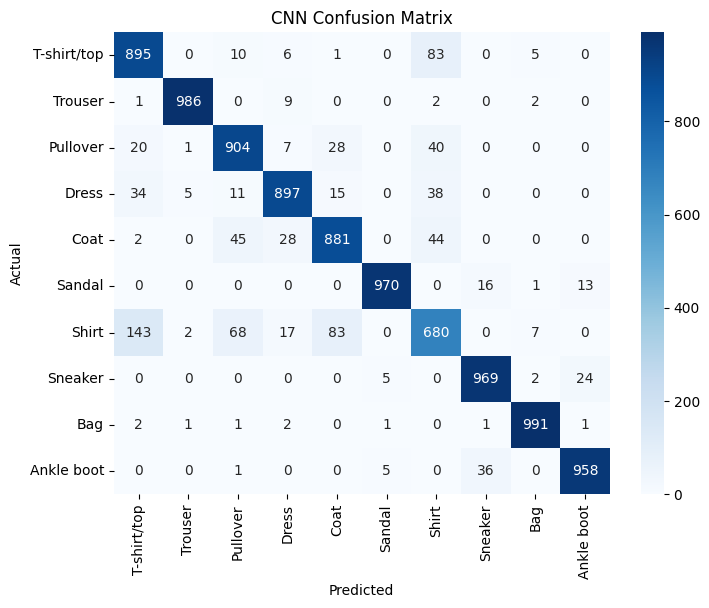 CNN Confusion Matrix
T-shirt/top 895 0 10 6 1 0 83 0 5 0
Trouser 1 986 0 9 0 0 2 0 2 0
Pullover 20 1 904 7 28 0 40 0 0 0
Dress 34 5 11 897 15 0 38 0 0 0
Coat 2 0 45 28 881 0 44 0 0 0
Sandal 0 0 0 0 0 970 0 16 1 13
Shirt 143 2 68 17 83 0 680 0 7 0
Sneaker 0 0 0 0 0 5 0 969 2 24
Bag 2 1 1 2 0 1 0 1 991 1
Ankle boot 0 0 1 0 0 5 0 36 0 958
Actual
T-shirt/top Trouser Pullover Dress Coat Sandal Shirt Sneaker Bag Ankle boot
Predicted
800
600
400
200
0